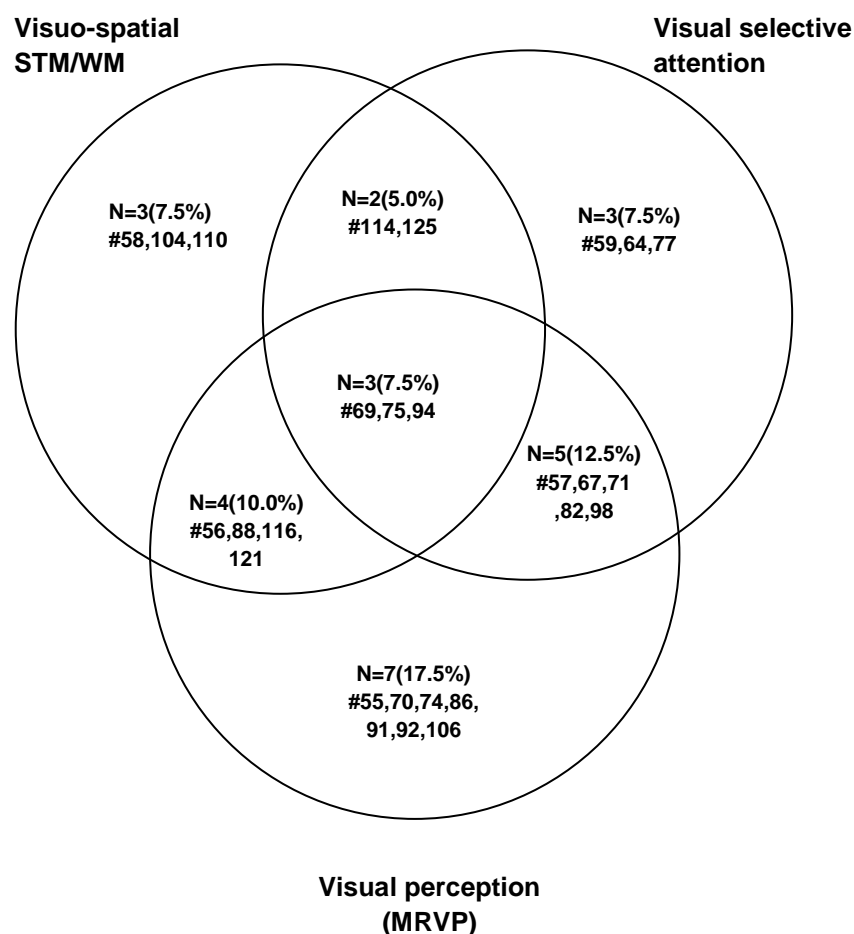 Visuo-spatial
STM/WM
Visual selective
attention
N=3(7.5%)
#58,104,110
N=2(5.0%)
#114,125
N=3(7.5%)
#59,64,77
N=3(7.5%)
#69,75,94
N=5(12.5%)
#57,67,71
,82,98
N=4(10.0%)
#56,88,116,
121
N=7(17.5%)
#55,70,74,86,
91,92,106
Visual perception
(MRVP)